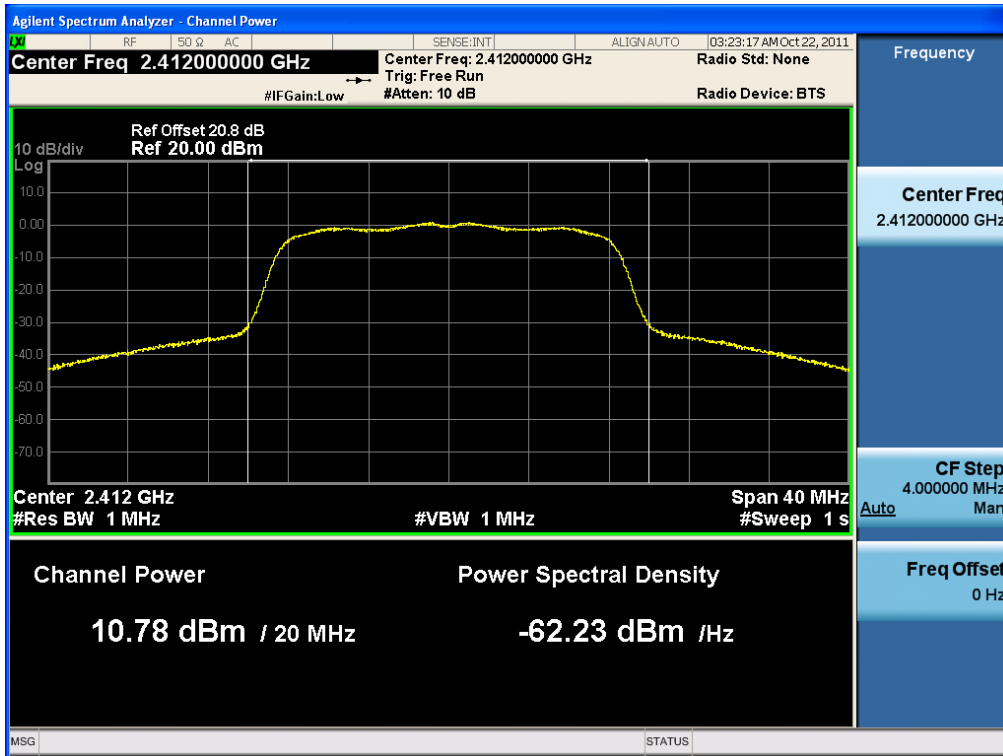 Agilent Spectrum Analyzer - Channel Power
LXI RF 50 Ω AC SENSE:INT ALIGN AUTO 03:23:17 AM Oct 22, 2011
Center Freq 2.412000000 GHz
Center Freq: 2.412000000 GHz
Radio Std: None
Trig: Free Run
#IFGain:Low
#Atten: 10 dB
Radio Device: BTS
Ref Offset 20.8 dB
10 dB/div Ref 20.00 dBm
Log
10.0
0.00
-10.0
-20.0
-30.0
-40.0
-50.0
-60.0
-70.0
Center 2.412 GHz Span 40 MHz
#Res BW 1 MHz #VBW 1 MHz #Sweep 1 s
Channel Power
Power Spectral Density
10.78 dBm / 20 MHz
-62.23 dBm /Hz
MSG STATUS
Frequency
Center Freq
2.412000000 GHz
CF Step
4.000000 MHz
Auto Man
Freq Offset
0 Hz